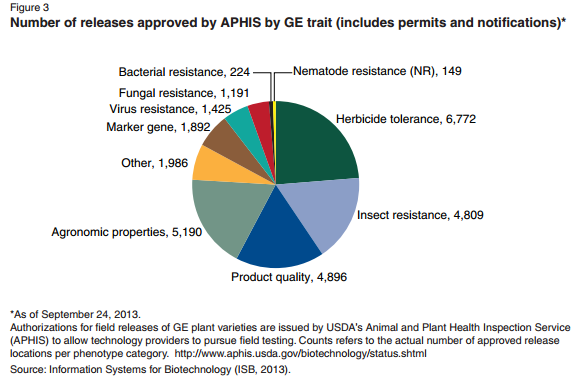 Figure 3
Number of releases approved by APHIS by GE trait (includes permits and notifications)*
Bacterial resistance, 224
Nematode resistance (NR), 149
Fungal resistance, 1,191
Virus resistance, 1,425
Herbicide tolerance, 6,772
Marker gene, 1,892
Other, 1,986
Insect resistance, 4,809
Agronomic properties, 5,190
Product quality, 4,896
*As of September 24, 2013.
Authorizations for field releases of GE plant varieties are issued by USDA's Animal and Plant Health Inspection Service
(APHIS) to allow technology providers to pursue field testing. Counts refers to the actual number of approved release
locations per phenotype category. http://www.aphis.usda.gov/biotechnology/status.shtml
Source: Information Systems for Biotechnology (ISB, 2013).